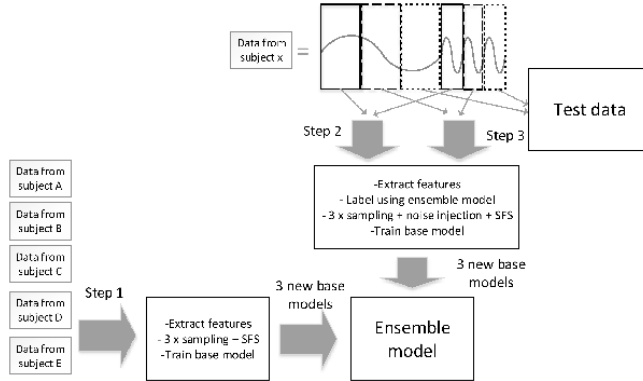 Data from
subject x
=
Step 2
Step 3
Test data
-Extract features
- Label using ensemble model
- 3 x sampling + noise injection + SFS
-Train base model
Data from
subject A
Data from
subject B
Data from
subject C
Data from
subject D
Data from
subject E
Step 1
-Extract features
- 3 x sampling – SFS
-Train base model
3 new base
models
3 new base
models
Ensemble
model